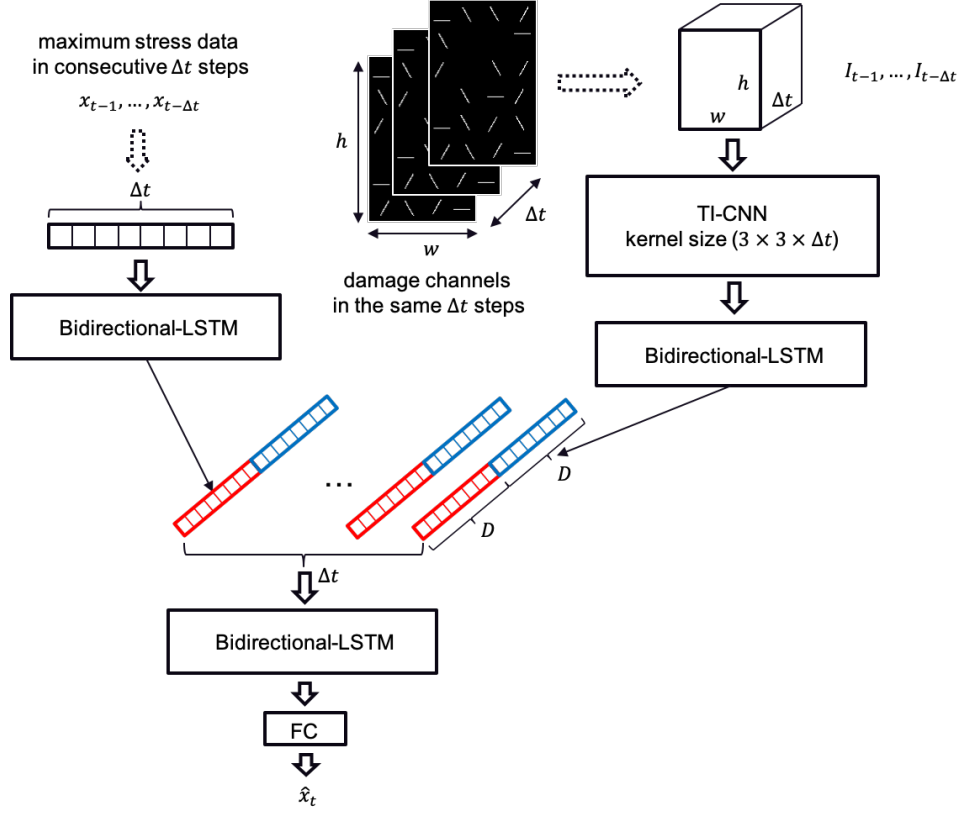 maximum stress data
in consecutive Δt steps
x_{t−1}, …, x_{t−Δt}
Δt
Bidirectional-LSTM
h
w
Δt
damage channels
in the same Δt steps
h
w
Δt
I_{t−1}, …, I_{t−Δt}
TI-CNN
kernel size (3 × 3 × Δt)
Bidirectional-LSTM
...
D
D
Δt
Bidirectional-LSTM
FC
x̂_t